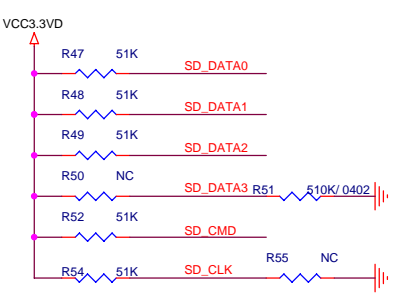 VCC3.3VD
R47 51K
SD_DATA0
R48 51K
SD_DATA1
R49 51K
SD_DATA2
R50 NC
SD_DATA3 R51 510K/ 0402
R52 51K
SD_CMD
R54 51K SD_CLK
R55 NC